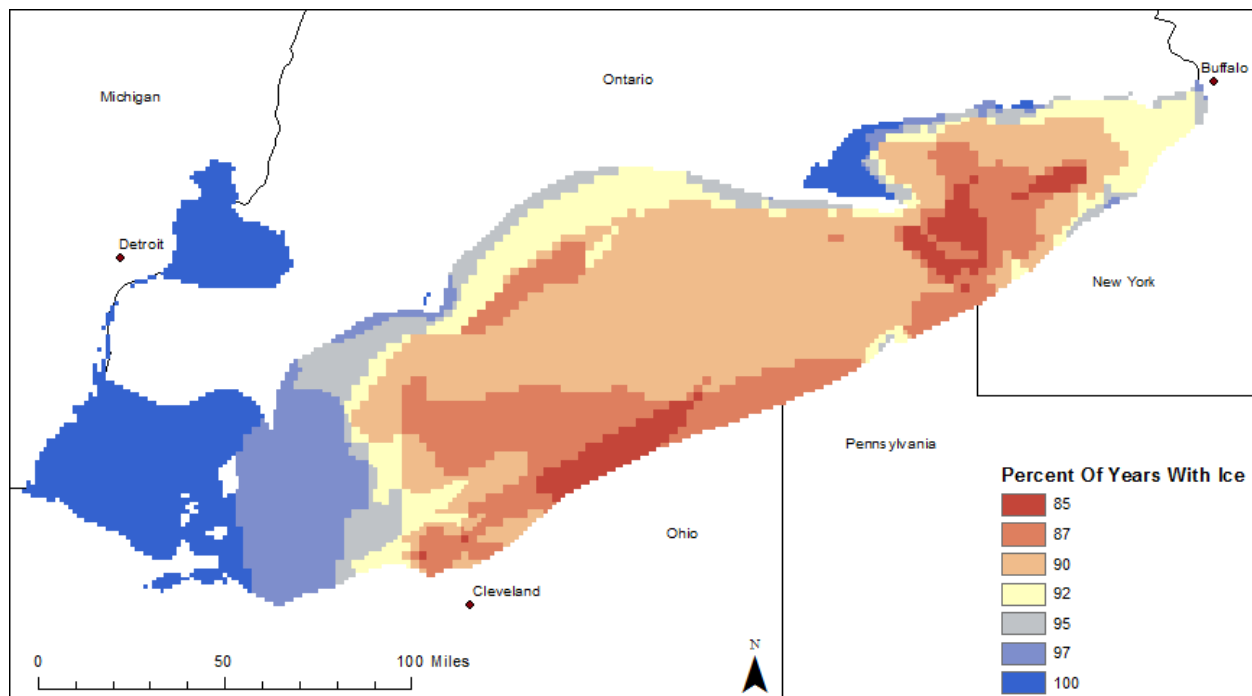 Buffalo
Ontario
Michigan
Detroit
New York
Pennsylvania
Percent Of Years With Ice
85
87
90
92
95
97
100
Ohio
Cleveland
N
0 50 100 Miles